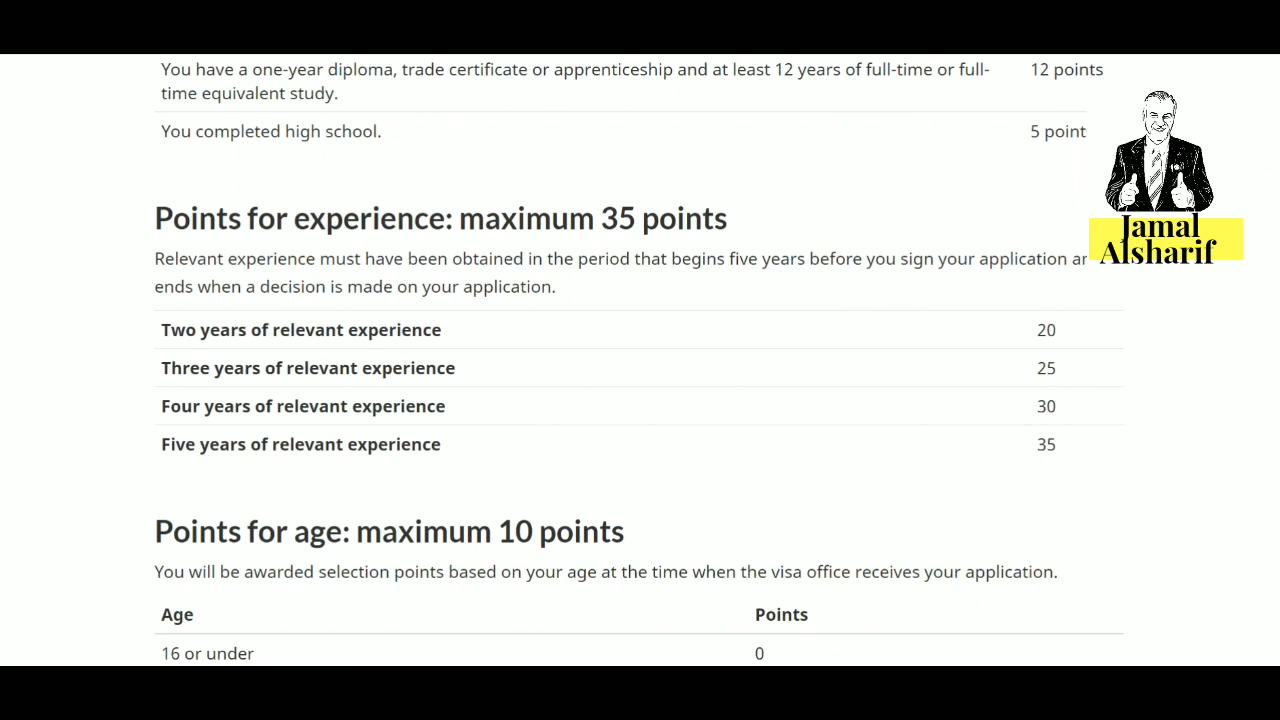 You have a one-year diploma, trade certificate or apprenticeship and at least 12 years of full-time or full- 12 points
time equivalent study.
You completed high school. 5 point
Points for experience: maximum 35 points
Jamal
Alsharif
Relevant experience must have been obtained in the period that begins five years before you sign your application
ends when a decision is made on your application.
Two years of relevant experience 20
Three years of relevant experience 25
Four years of relevant experience 30
Five years of relevant experience 35
Points for age: maximum 10 points
You will be awarded selection points based on your age at the time when the visa office receives your application.
Age Points
16 or under 0